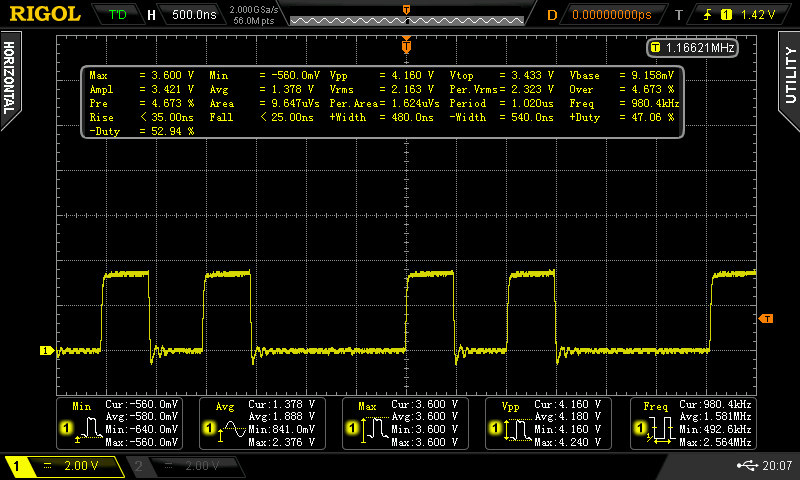 RIGOL T'D H 500.0ns 2.000GSa/s 56.0M pts T D 0.00000000ps T 1 1.42 V
HORIZONTAL
UTILITY
T
T 1.16621MHz
Max = 3.600 V Min = -560.0mV Vpp = 4.160 V Vtop = 3.433 V Vbase = 9.158mV
Ampl = 3.421 V Avg = 1.378 V Vrms = 2.163 V Per.Vrms= 2.323 V Over = 4.673 %
Pre = 4.673 % Area = 9.647uVs Per.Area= 1.624uVs Period = 1.020us Freq = 980.4kHz
Rise < 35.00ns Fall < 25.00ns +Width = 480.0ns -Width = 540.0ns +Duty = 47.06 %
-Duty = 52.94 %
T
1
Min
1
Cur:-560.0mV
Avg:-580.0mV
Min:-640.0mV
Max:-560.0mV
Avg
1
Cur:1.378 V
Avg:1.888 V
Min:841.0mV
Max:2.376 V
Max
1
Cur:3.600 V
Avg:3.600 V
Min:3.600 V
Max:3.600 V
Vpp
1
Cur:4.160 V
Avg:4.180 V
Min:4.160 V
Max:4.240 V
Freq
1
Cur:980.4kHz
Avg:1.581MHz
Min:492.6kHz
Max:2.564MHz
1 2.00 V 2 2.00 V 20:07